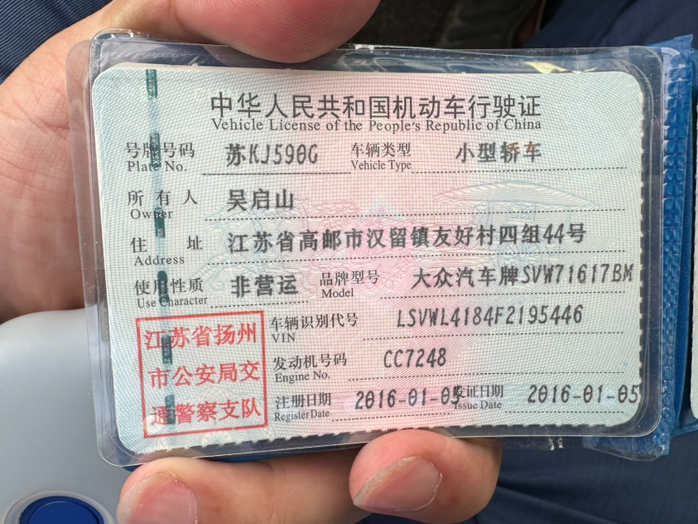 中华人民共和国机动车行驶证
Vehicle License of the People's Republic of China
号牌号码 苏KJ590G 车辆类型 小型轿车
Plate No. Vehicle Type
所有人 吴启山
Owner
住址 江苏省高邮市汉留镇友好村四组44号
Address
使用性质 非营运 品牌型号 大众汽车牌SVW71617BM
Use Character Model
江苏省扬州 车辆识别代号 LSVWL4184F2195446
VIN
市公安局交 发动机号码 CC7248
Engine No.
通警察支队 注册日期 2016-01-05 发证日期 2016-01-05
Register Date Issue Date